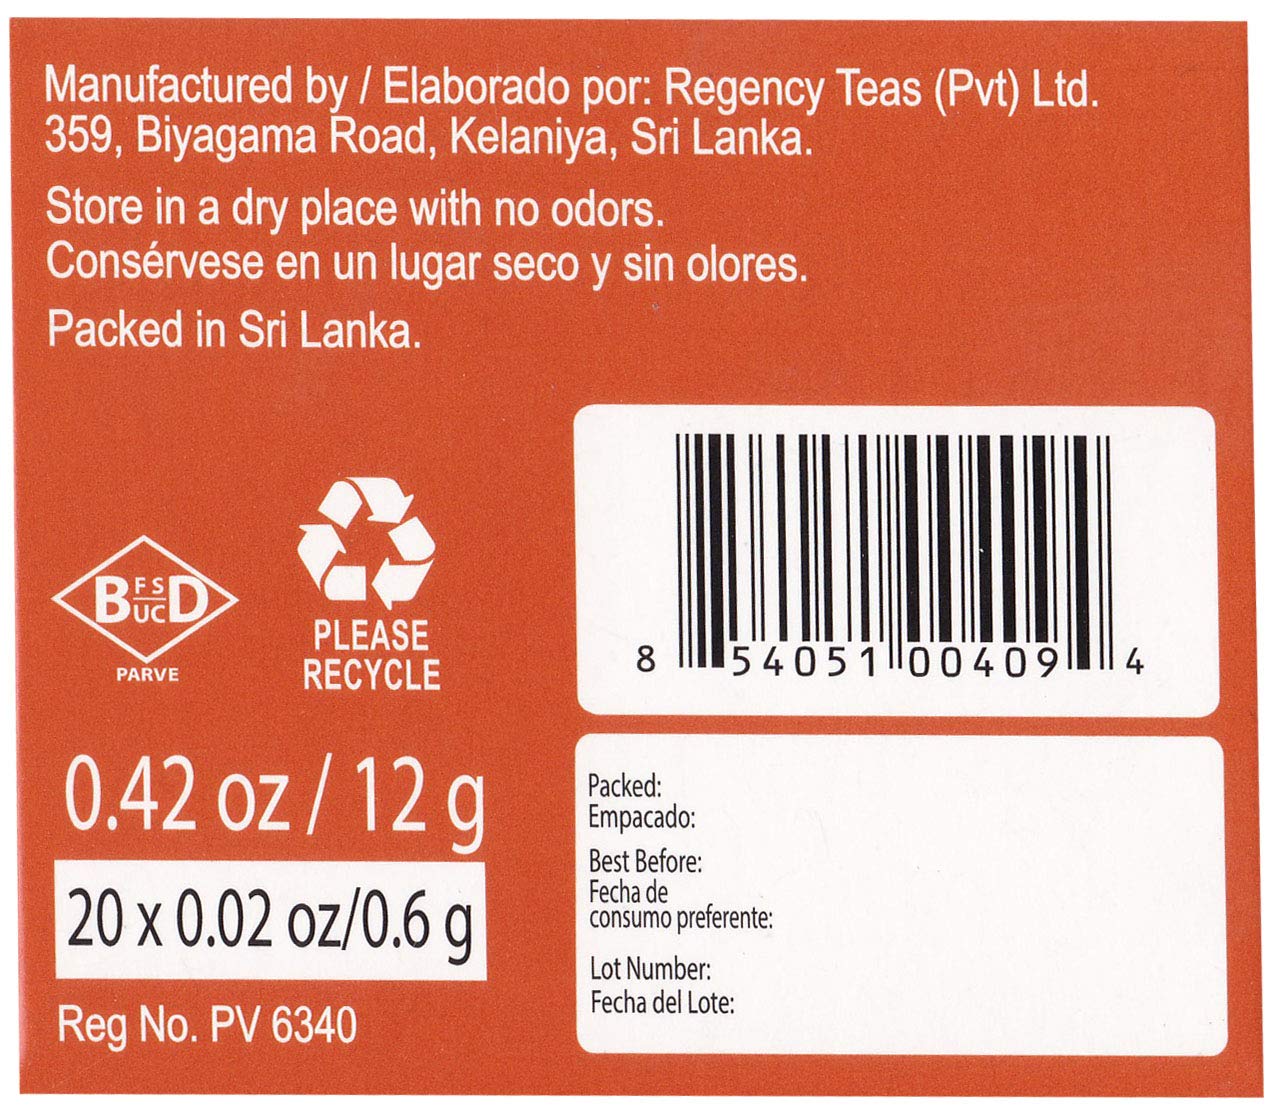 Manufactured by / Elaborado por: Regency Teas (Pvt) Ltd.
359, Biyagama Road, Kelaniya, Sri Lanka.
Store in a dry place with no odors.
Consérvese en un lugar seco y sin olores.
Packed in Sri Lanka.
B FS UC D
PARVE
PLEASE
RECYCLE
8 54051 00409 4
0.42 oz / 12 g
20 x 0.02 oz/0.6 g
Reg No. PV 6340
Packed:
Empacado:
Best Before:
Fecha de
consumo preferente:
Lot Number:
Fecha del Lote: